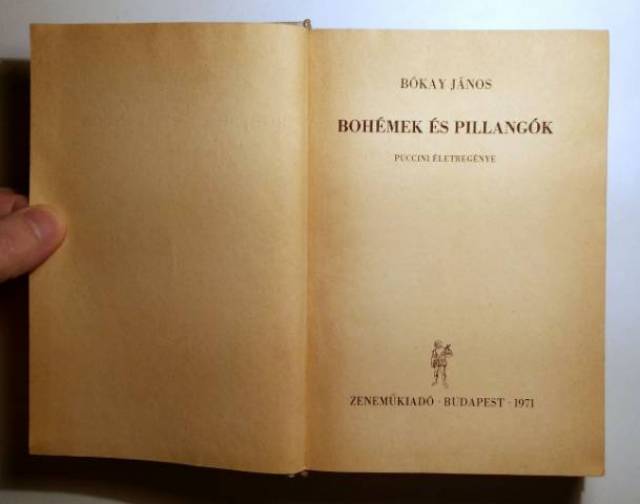 BÓKAY JÁNOS
BOHÉMEK ÉS PILLANGÓK
PUCCINI ÉLETREGÉNYE
ZENEMŰKIADÓ · BUDAPEST · 1971